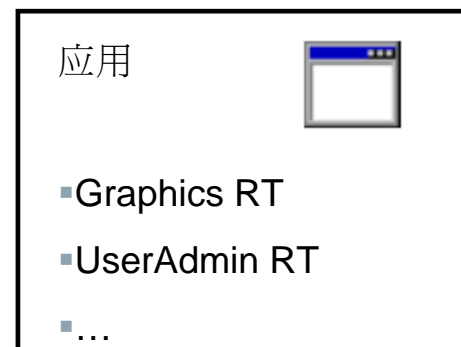 应用
▪Graphics RT
▪UserAdmin RT
▪...